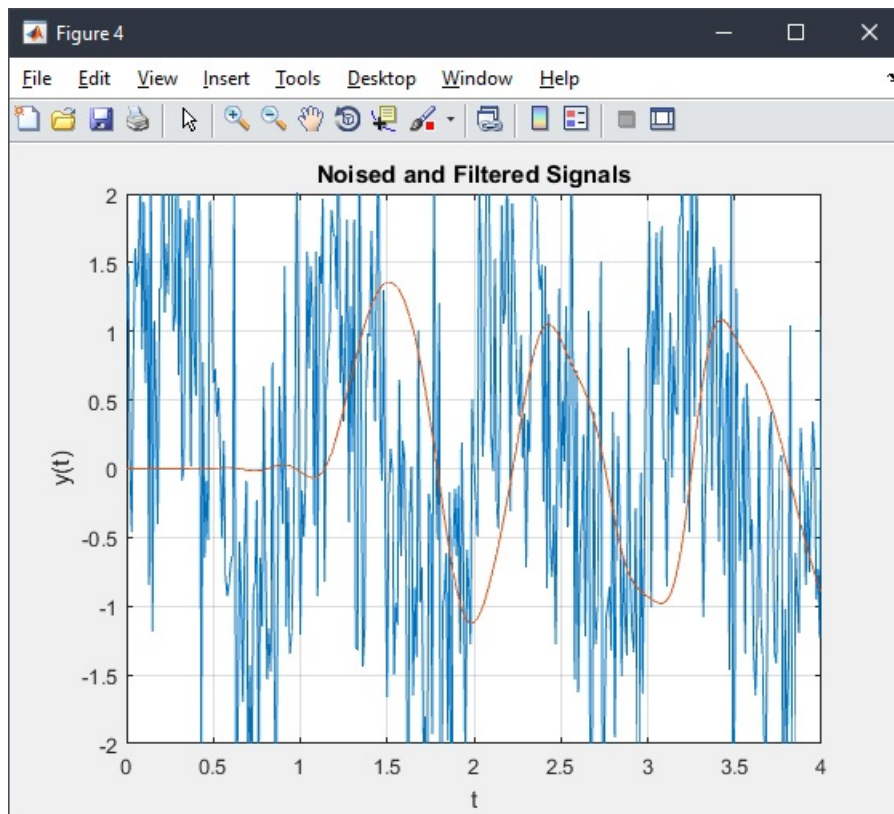 Figure 4
File Edit View Insert Tools Desktop Window Help
Noised and Filtered Signals
2
1.5
1
0.5
0
-0.5
-1
-1.5
-2
y(t)
0 0.5 1 1.5 2 2.5 3 3.5 4
t